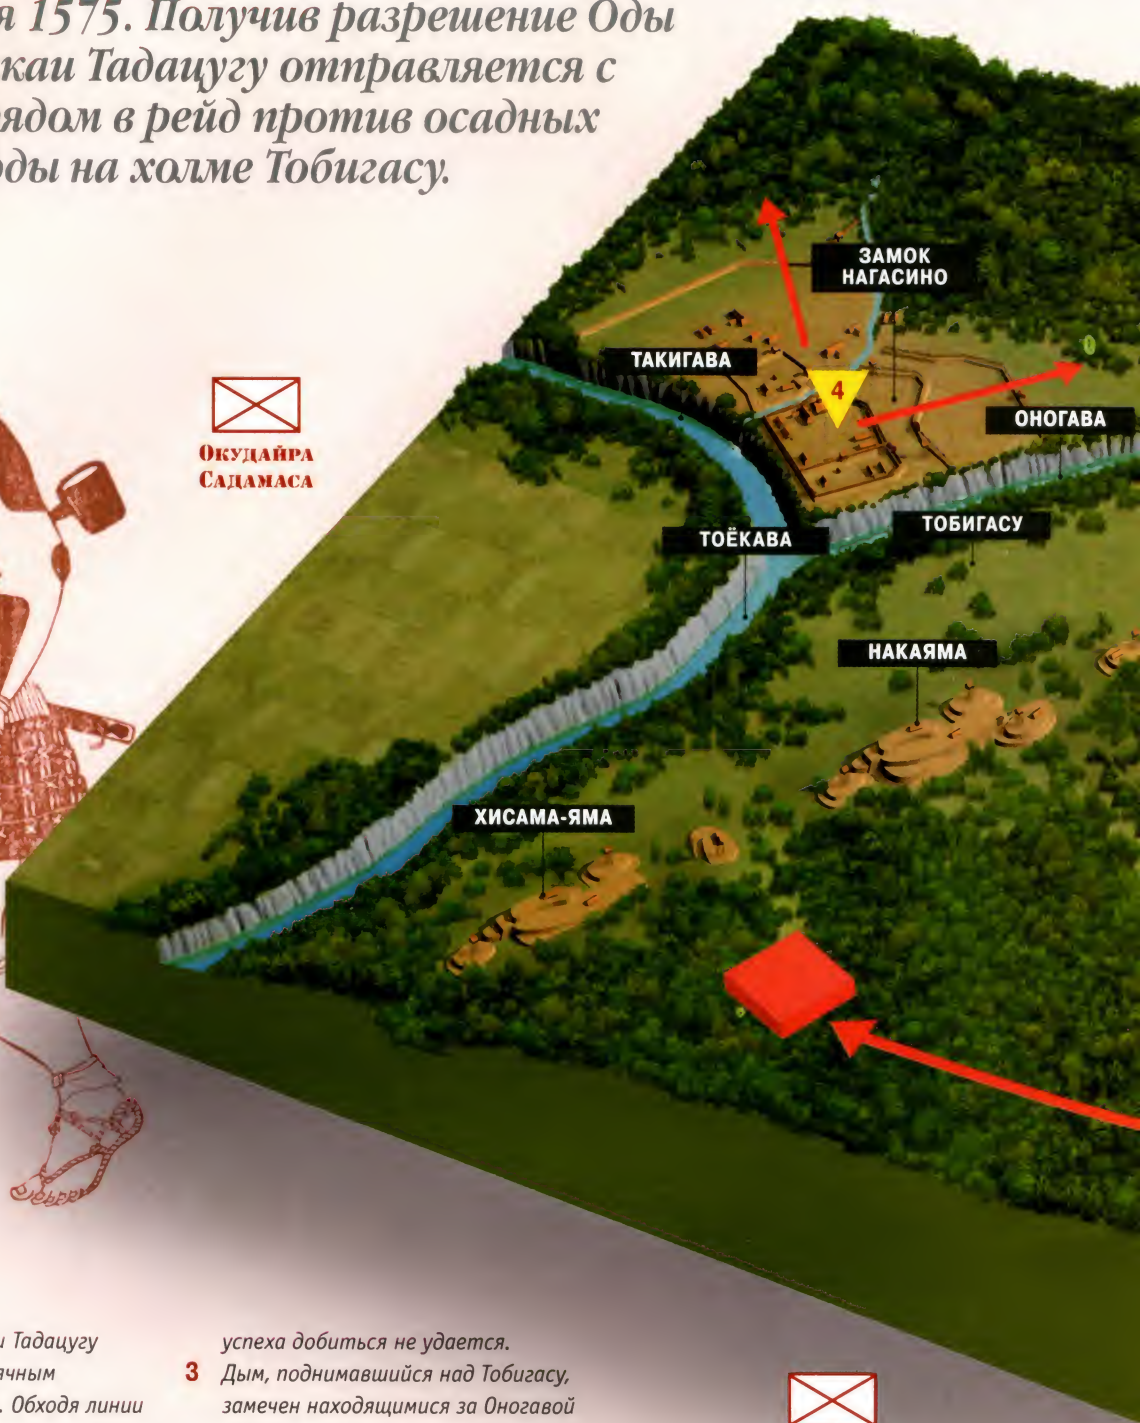 я 1575. Получив разрешение Оды
каи Тадацугу отправляется с
рядом в рейд против осадных
оды на холме Тобигасу.
ЗАМОК
НАГАСИНО
ТАКИГАВА
4
ОНОГАВА
Окудайра
Садамаса
ТОЁКАВА
ТОБИГАСУ
НАКАЯМА
ХИСАМА-ЯМА
и Тадацугу
ячным
. Обходя линии
успеха добиться не удается.
3 Дым, поднимавшийся над Тобигасу,
замечен находящимися за Оногавой